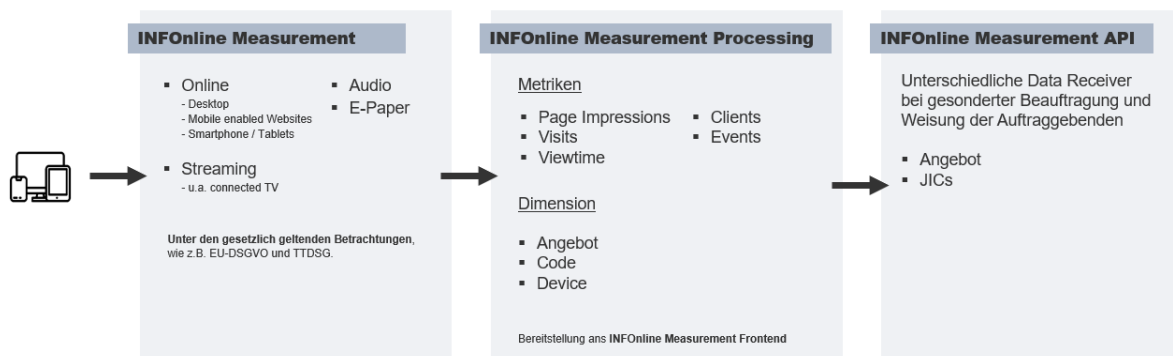 INFOnline Measurement
▪ Online
- Desktop
- Mobile enabled Websites
- Smartphone / Tablets
▪ Streaming
- u.a. connected TV
▪ Audio
▪ E-Paper
Unter den gesetzlich geltenden Betrachtungen,
wie z.B. EU-DSGVO und TTDSG.
INFOnline Measurement Processing
Metriken
▪ Page Impressions
▪ Visits
▪ Viewtime
▪ Clients
▪ Events
Dimension
▪ Angebot
▪ Code
▪ Device
Bereitstellung ans INFOnline Measurement Frontend
INFOnline Measurement API
Unterschiedliche Data Receiver
bei gesonderter Beauftragung und
Weisung der Auftraggebenden
▪ Angebot
▪ JICs